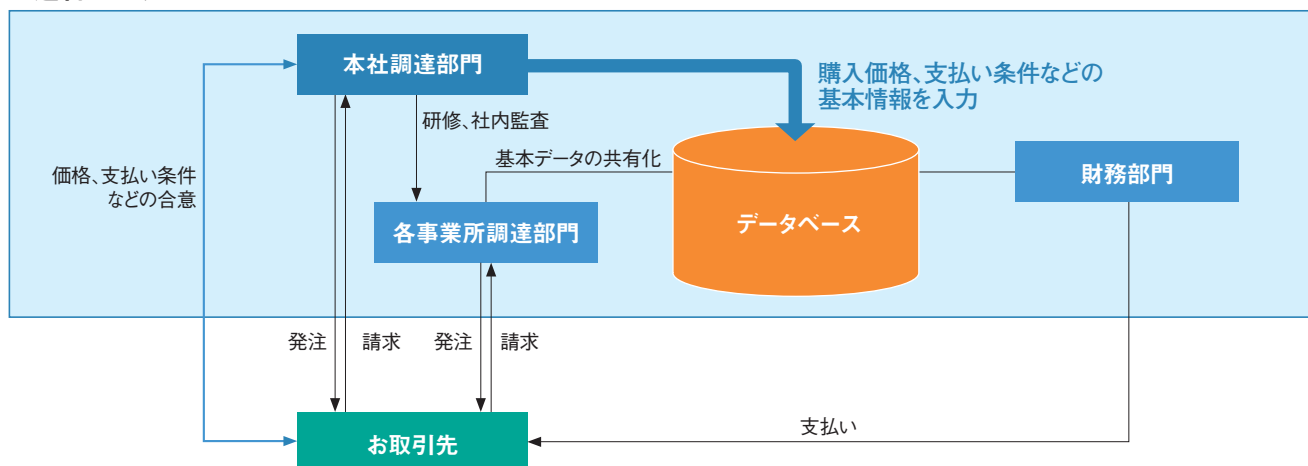 本社調達部門
購入価格、支払い条件などの
基本情報を入力
研修、社内監査
基本データの共有化
財務部門
価格、支払い条件
などの合意
各事業所調達部門
データベース
発注
請求
発注
請求
支払い
お取引先